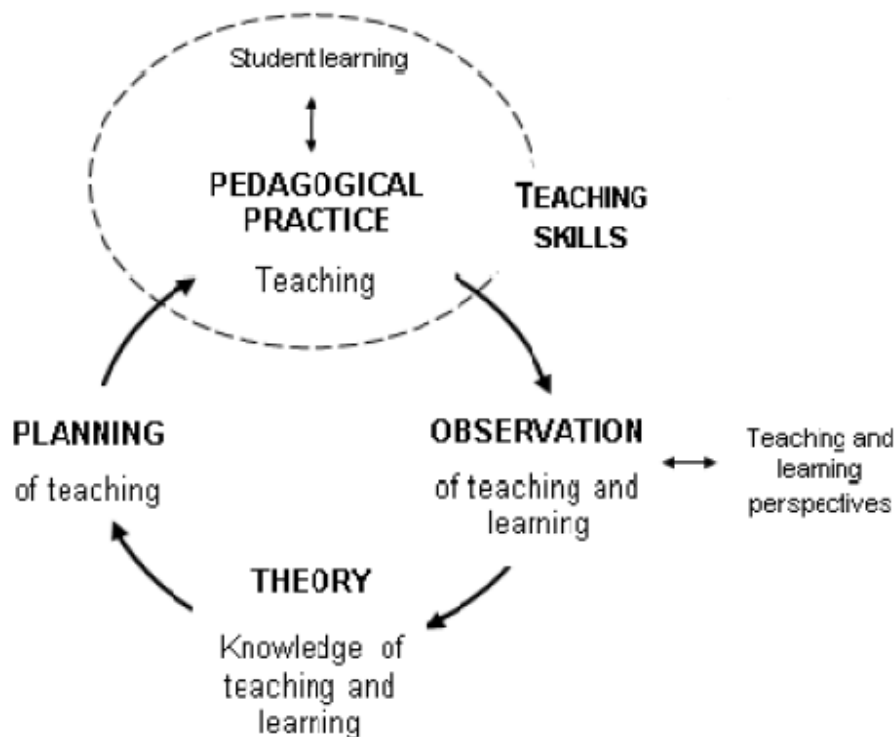 Student learning
PEDAGOGICAL
PRACTICE
Teaching
TEACHING
SKILLS
PLANNING
of teaching
OBSERVATION
of teaching and
learning
Teaching and
learning
perspectives
THEORY
Knowledge of
teaching and
learning